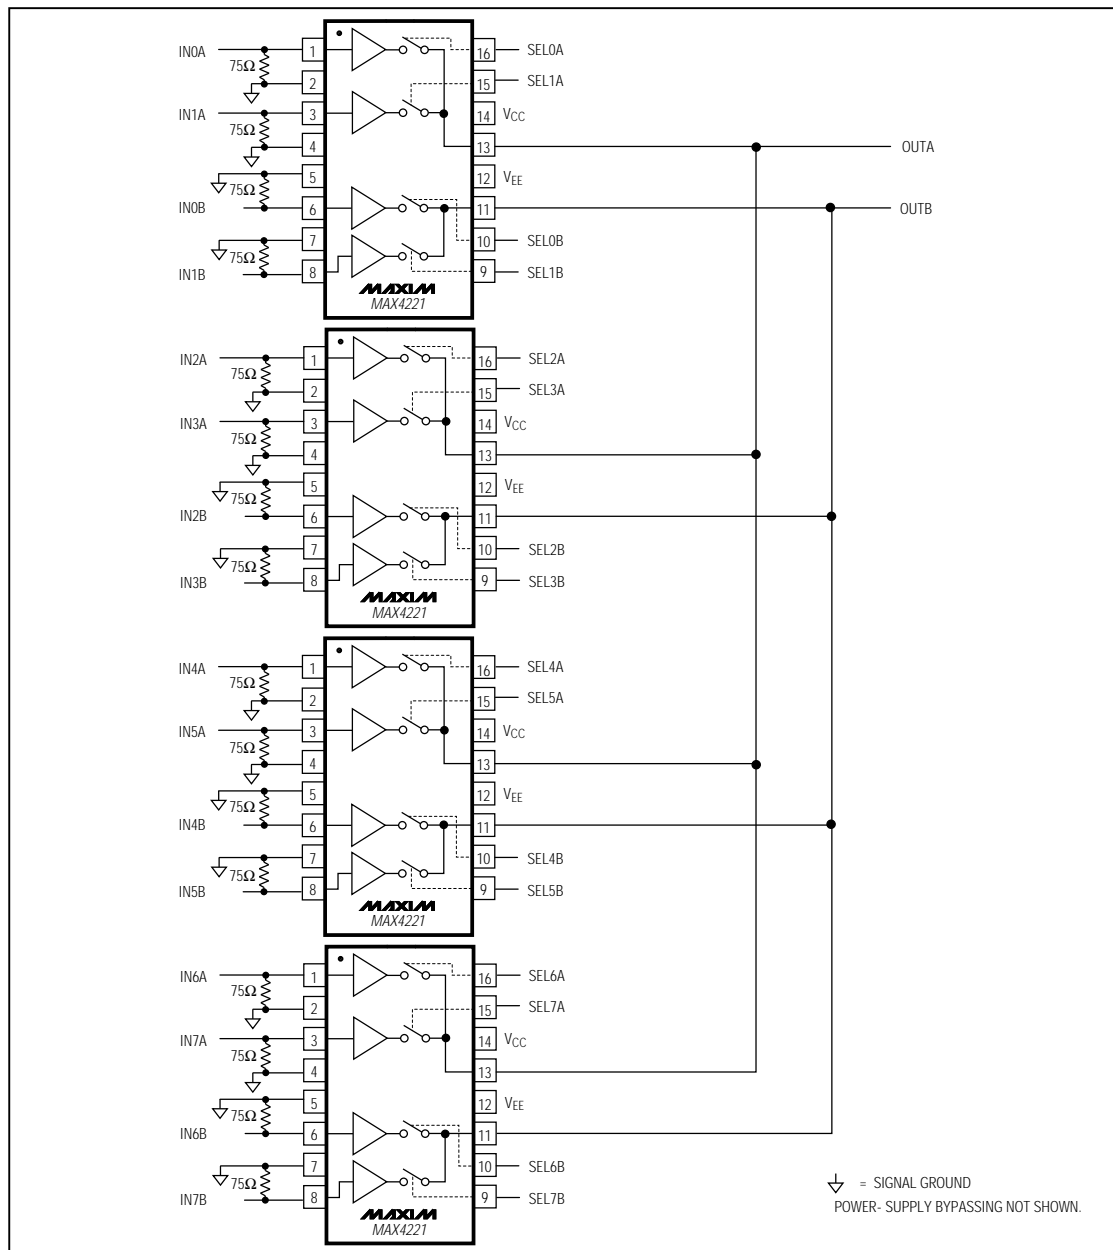 IN0A 75Ω 1 16 SEL0A
2 15 SEL1A
IN1A 75Ω 3 14 VCC
4 13 OUTA
75Ω 5 12 VEE
IN0B 6 11 OUTB
75Ω 7 10 SEL0B
IN1B 8 9 SEL1B
MAXIM
MAX4221
IN2A 75Ω 1 16 SEL2A
2 15 SEL3A
IN3A 75Ω 3 14 VCC
4 13
75Ω 5 12 VEE
IN2B 6 11
75Ω 7 10 SEL2B
IN3B 8 9 SEL3B
MAXIM
MAX4221
IN4A 75Ω 1 16 SEL4A
2 15 SEL5A
IN5A 75Ω 3 14 VCC
4 13
75Ω 5 12 VEE
IN4B 6 11
75Ω 7 10 SEL4B
IN5B 8 9 SEL5B
MAXIM
MAX4221
IN6A 75Ω 1 16 SEL6A
2 15 SEL7A
IN7A 75Ω 3 14 VCC
4 13
75Ω 5 12 VEE
IN6B 6 11
75Ω 7 10 SEL6B
IN7B 8 9 SEL7B
MAXIM
MAX4221
= SIGNAL GROUND
POWER- SUPPLY BYPASSING NOT SHOWN.